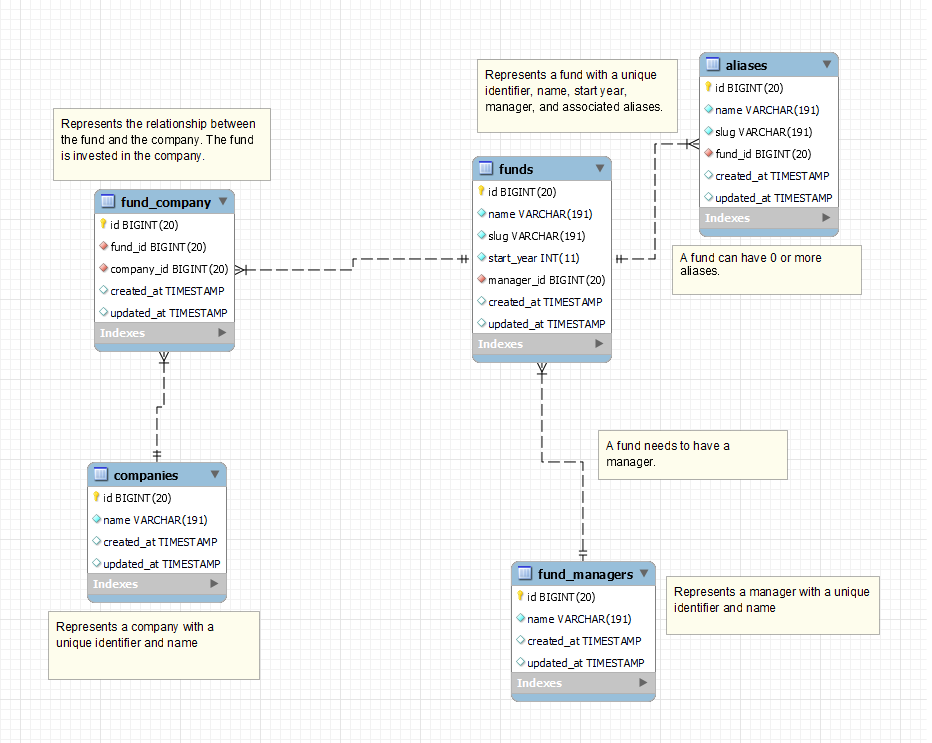 Represents the relationship between
the fund and the company. The fund
is invested in the company.
fund_company
id BIGINT(20)
fund_id BIGINT(20)
company_id BIGINT(20)
created_at TIMESTAMP
updated_at TIMESTAMP
Indexes
companies
id BIGINT(20)
name VARCHAR(191)
created_at TIMESTAMP
updated_at TIMESTAMP
Indexes
Represents a company with a
unique identifier and name
Represents a fund with a unique
identifier, name, start year,
manager, and associated aliases.
funds
id BIGINT(20)
name VARCHAR(191)
slug VARCHAR(191)
start_year INT(11)
manager_id BIGINT(20)
created_at TIMESTAMP
updated_at TIMESTAMP
Indexes
aliases
id BIGINT(20)
name VARCHAR(191)
slug VARCHAR(191)
fund_id BIGINT(20)
created_at TIMESTAMP
updated_at TIMESTAMP
Indexes
A fund can have 0 or more
aliases.
A fund needs to have a
manager.
fund_managers
id BIGINT(20)
name VARCHAR(191)
created_at TIMESTAMP
updated_at TIMESTAMP
Indexes
Represents a manager with a unique
identifier and name